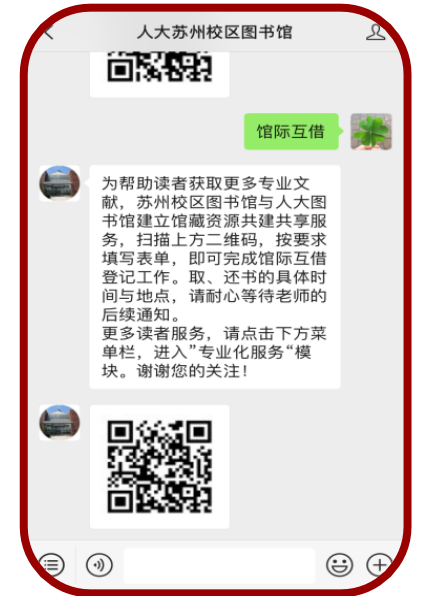 人大苏州校区图书馆
馆际互借
为帮助读者获取更多专业文
献，苏州校区图书馆与人大图
书馆建立馆藏资源共建共享服
务，扫描上方二维码，按要求
填写表单，即可完成馆际互借
登记工作。取、还书的具体时
间与地点，请耐心等待老师的
后续通知。
更多读者服务，请点击下方菜
单栏，进入”专业化服务“模
块。谢谢您的关注！